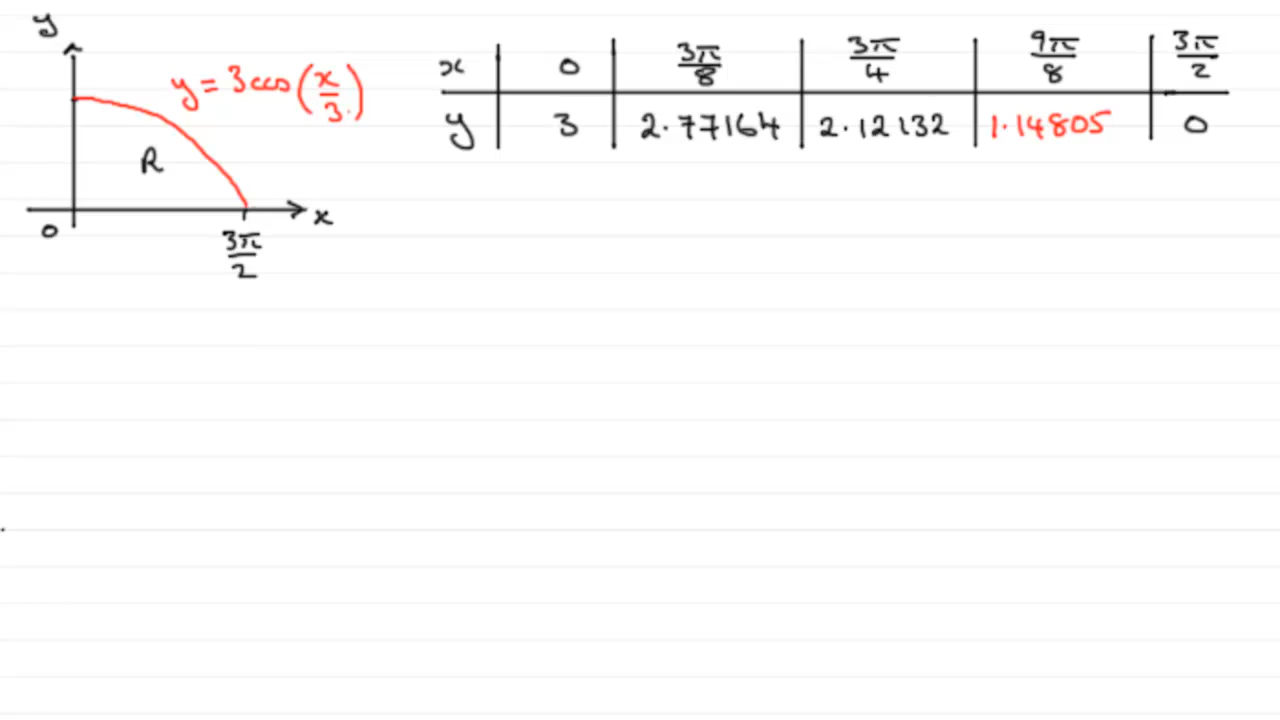 y
y = 3cos(x/3)
R
0
x
3π/2
x 0 3π/8 3π/4 9π/8 3π/2
y 3 2.77164 2.12132 1.14805 0